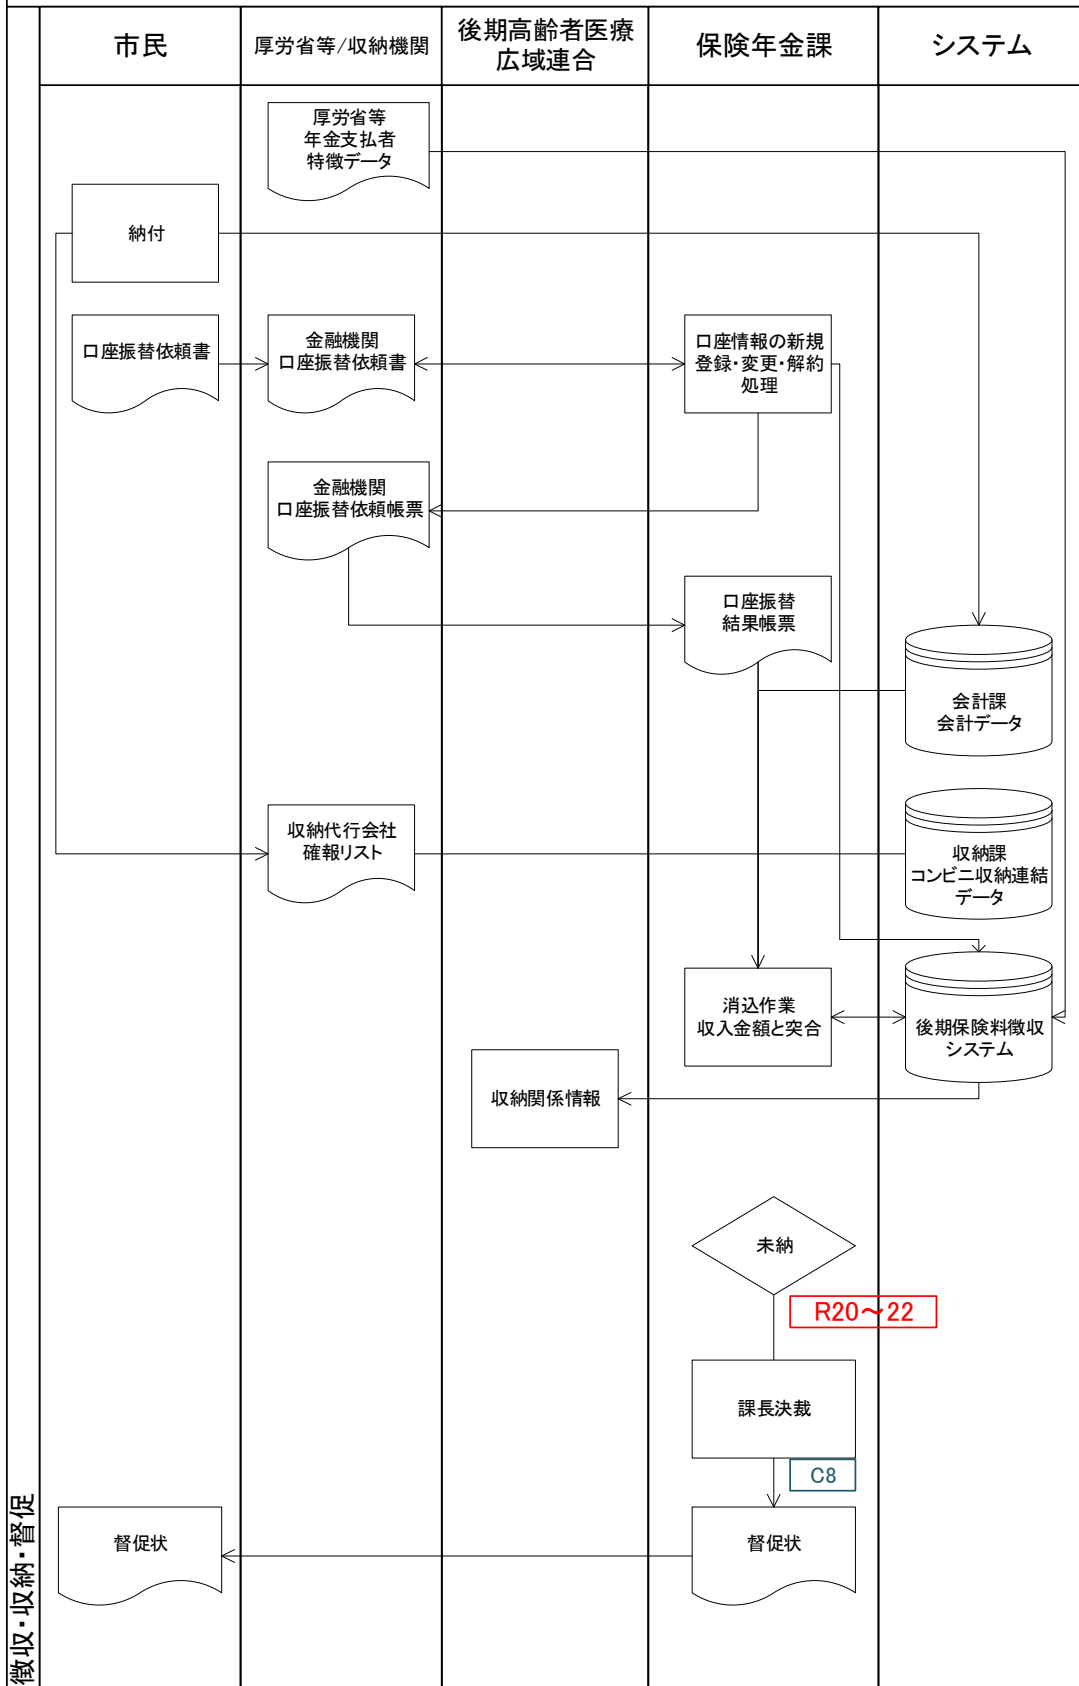 市民
厚労省等/収納機関
後期高齢者医療
広域連合
保険年金課
システム
厚労省等
年金支払者
特徴データ
納付
口座振替依頼書
金融機関
口座振替依頼書
口座情報の新規
登録・変更・解約
処理
金融機関
口座振替依頼帳票
口座振替
結果帳票
会計課
会計データ
収納代行会社
確報リスト
収納課
コンビニ収納連結
データ
消込作業
収入金額と突合
後期保険料徴収
システム
収納関係情報
未納
R20～22
課長決裁
C8
督促状
督促状
徴収・収納・督促